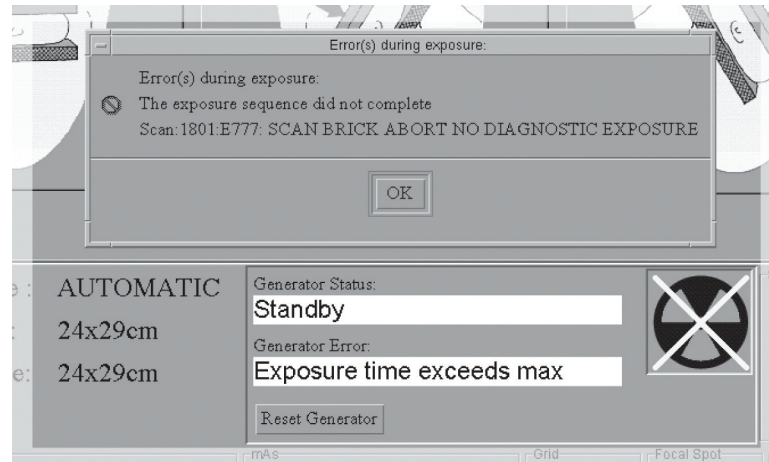 Error(s) during exposure:
Error(s) during exposure:
The exposure sequence did not complete
Scan:1801:E777: SCAN BRICK ABORT NO DIAGNOSTIC EXPOSURE
OK
AUTOMATIC
24x29cm
e: 24x29cm
Generator Status:
Standby
Generator Error:
Exposure time exceeds max
Reset Generator
mAs
Grid
Focal Spot